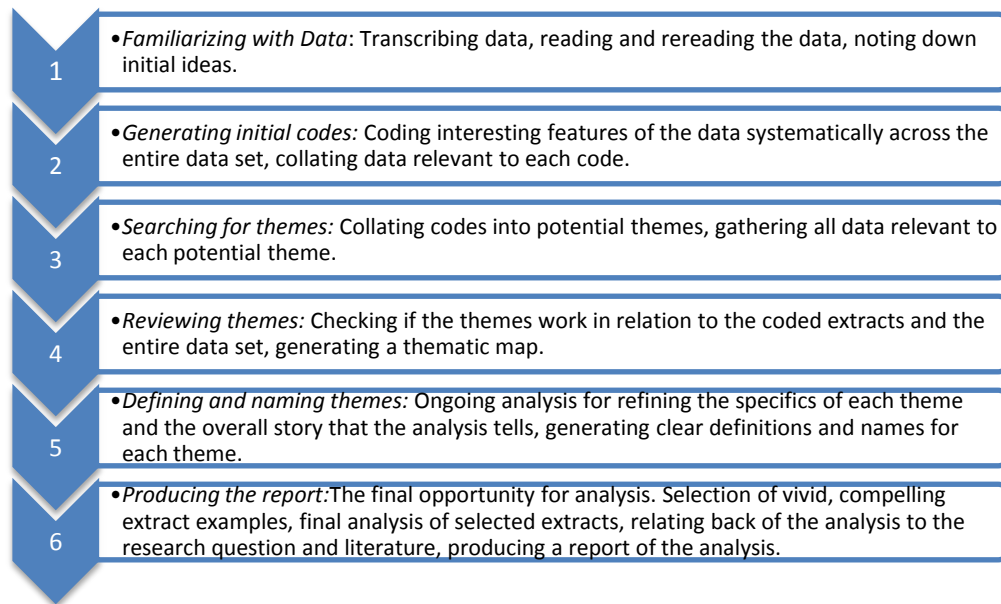 1
•Familiarizing with Data: Transcribing data, reading and rereading the data, noting down
initial ideas.
2
•Generating initial codes: Coding interesting features of the data systematically across the
entire data set, collating data relevant to each code.
3
•Searching for themes: Collating codes into potential themes, gathering all data relevant to
each potential theme.
4
•Reviewing themes: Checking if the themes work in relation to the coded extracts and the
entire data set, generating a thematic map.
5
•Defining and naming themes: Ongoing analysis for refining the specifics of each theme
and the overall story that the analysis tells, generating clear definitions and names for
each theme.
6
•Producing the report:The final opportunity for analysis. Selection of vivid, compelling
extract examples, final analysis of selected extracts, relating back of the analysis to the
research question and literature, producing a report of the analysis.